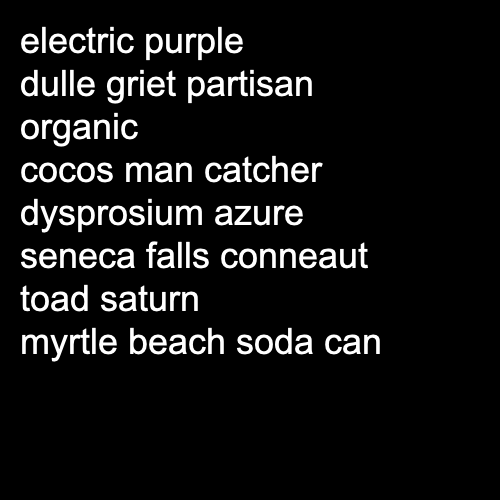 electric purple
dulle griet partisan
organic
cocos man catcher
dysprosium azure
seneca falls conneaut
toad saturn
myrtle beach soda can